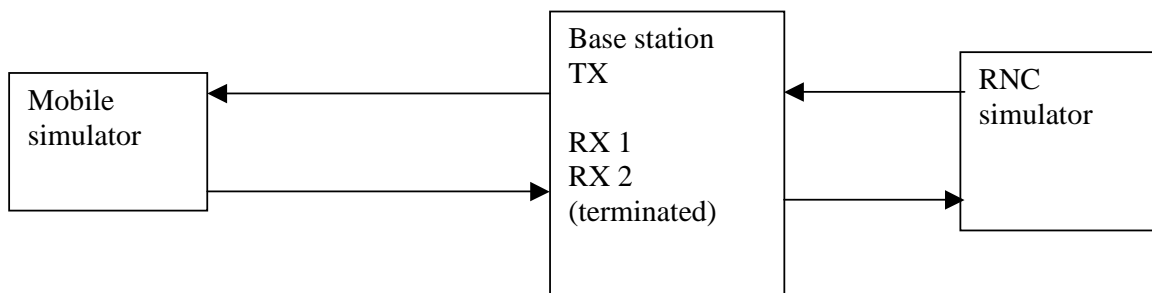 Mobile
simulator
Base station
TX
RX 1
RX 2
(terminated)
RNC
simulator